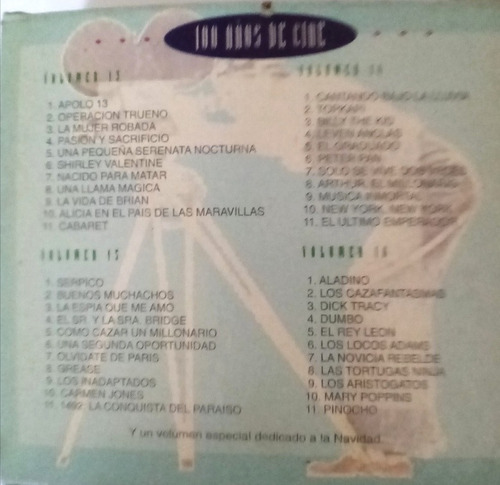 100 AÑOS DE CINE
VOLUMEN 13
1. APOLO 13
2. OPERACION TRUENO
3. LA MUJER ROBADA
4. PASION Y SACRIFICIO
5. UNA PEQUEÑA SERENATA NOCTURNA
6. SHIRLEY VALENTINE
7. NACIDO PARA MATAR
8. UNA LLAMA MAGICA
9. LA VIDA DE BRIAN
10. ALICIA EN EL PAIS DE LAS MARAVILLAS
11. CABARET
VOLUMEN 14
1. CANTANDO BAJO LA LLUVIA
2. TOPKAPI
3. BILLY THE KID
4. LEVEN ANCLAS
5. EL GRADUADO
6. PETER PAN
7. SOLO SE VIVE DOS VECES
8. ARTHUR, EL MILLONARIO
9. MUSICA INMORTAL
10. NEW YORK, NEW YORK
11. EL ULTIMO EMPERADOR
VOLUMEN 15
1. SERPICO
2. BUENOS MUCHACHOS
3. LA ESPIA QUE ME AMO
4. EL SR. Y LA SRA. BRIDGE
5. COMO CAZAR UN MILLONARIO
6. UNA SEGUNDA OPORTUNIDAD
7. OLVIDATE DE PARIS
8. GREASE
9. LOS INADAPTADOS
10. CARMEN JONES
11. 1492: LA CONQUISTA DEL PARAISO
VOLUMEN 16
1. ALADINO
2. LOS CAZAFANTASMAS
3. DICK TRACY
4. DUMBO
5. EL REY LEON
6. LOS LOCOS ADAMS
7. LA NOVICIA REBELDE
8. LAS TORTUGAS NINJA
9. LOS ARISTOGATOS
10. MARY POPPINS
11. PINOCHO
Y un volumen especial dedicado a la Navidad.